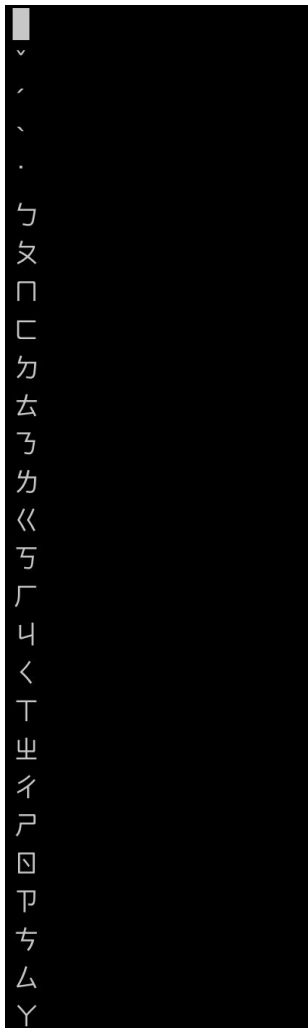 ˇ
ˊ
ˋ
˙
ㄅ
ㄆ
ㄇ
ㄈ
ㄉ
ㄊ
ㄋ
ㄌ
ㄍ
ㄎ
ㄏ
ㄐ
ㄑ
ㄒ
ㄓ
ㄔ
ㄕ
ㄖ
ㄗ
ㄘ
ㄙ
ㄚ